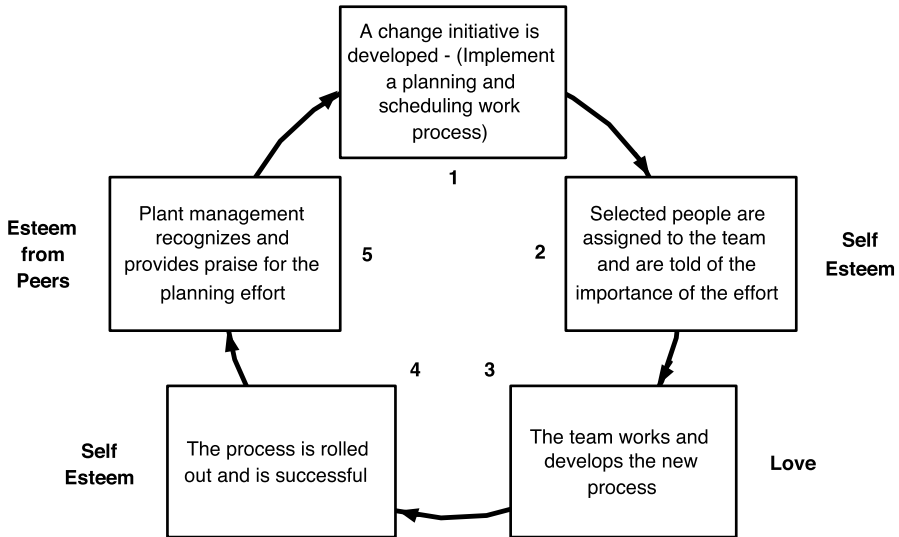 A change initiative is
developed - (Implement
a planning and
scheduling work
process)
1
Selected people are
assigned to the team
and are told of the
importance of the effort
2
Self
Esteem
The team works and
develops the new
process
3
Love
The process is rolled
out and is successful
4
Self
Esteem
Plant management
recognizes and
provides praise for the
planning effort
5
Esteem
from
Peers